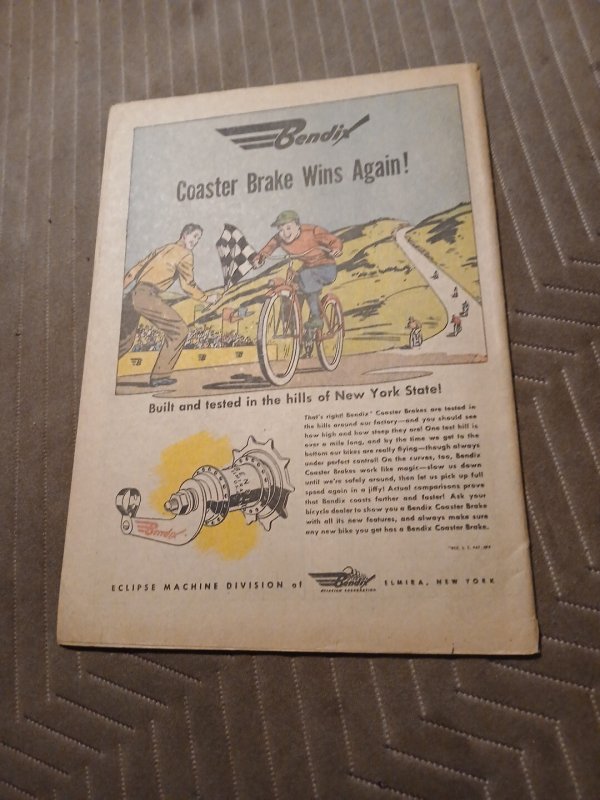 Bendix
Coaster Brake Wins Again!
Built and tested in the hills of New York State!
That's right! Bendix* Coaster Brakes are tested in
the hills around our factory—and you should see
how high and how steep they are! One test hill is
over a mile long, and by the time we get to the
bottom our bikes are really flying—though always
under perfect control! On the curves, too, Bendix
Coaster Brakes work like magic—slow us down
until we're safely around, then let us pick up full
speed again in a jiffy! Actual comparisons prove
that Bendix coasts farther and faster! Ask your
bicycle dealer to show you a Bendix Coaster Brake
with all its new features, and always make sure
any new bike you get has a Bendix Coaster Brake.
*REG. U. S. PAT. OFF.
Bendix
ECLIPSE MACHINE DIVISION of
Bendix
AVIATION CORPORATION
ELMIRA, NEW YORK